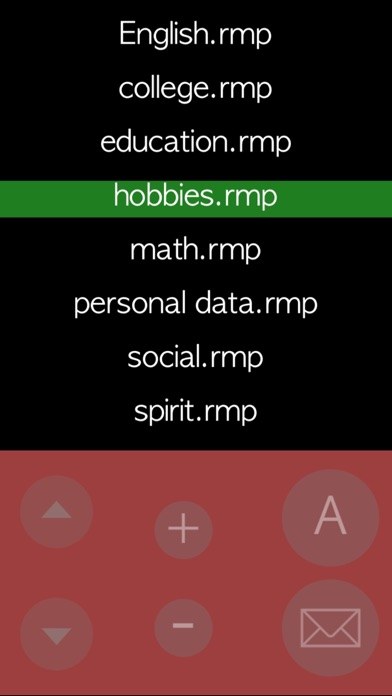 English.rmp
college.rmp
education.rmp
hobbies.rmp
math.rmp
personal data.rmp
social.rmp
spirit.rmp
+
A
-